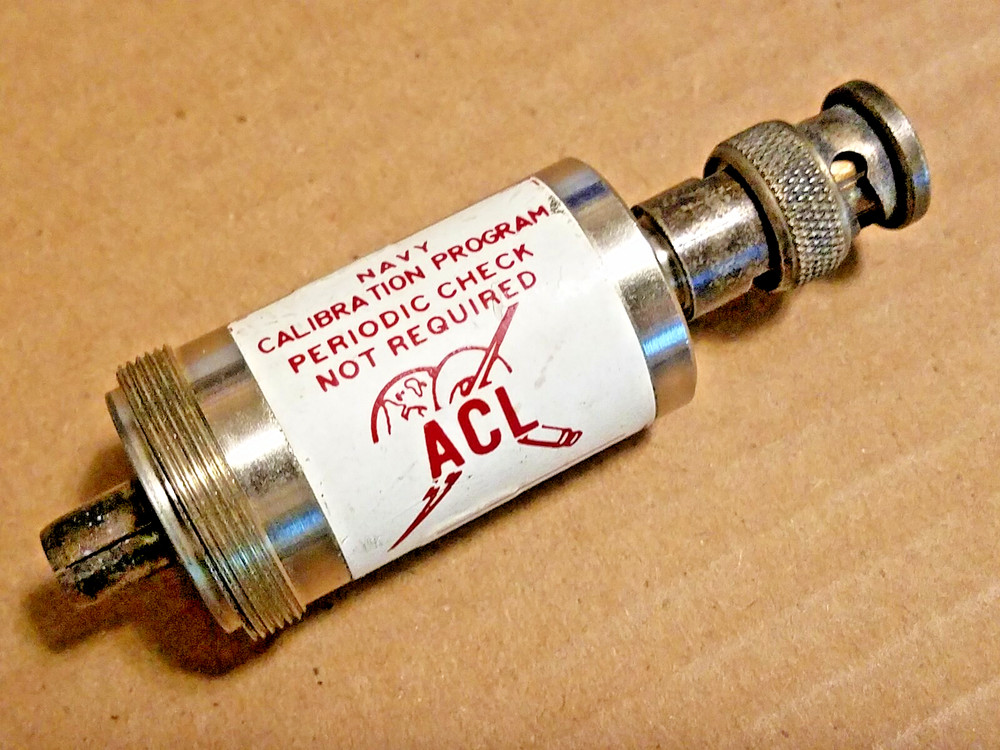 NAVY
CALIBRATION PROGRAM
PERIODIC CHECK
NOT REQUIRED
ACL